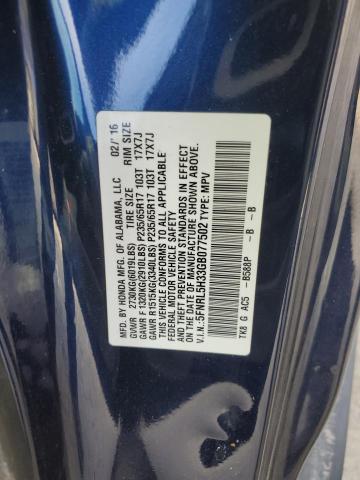 MFD. BY HONDA MFG. OF ALABAMA, LLC 02/'16
TIRE SIZE RIM SIZE
GVWR 2730KG(6019LBS)
GAWR F 1320KG(2910LBS) P235/65R17 103T 17X7J
GAWR R1515KG(3340LBS) P235/65R17 103T 17X7J
THIS VEHICLE CONFORMS TO ALL APPLICABLE
FEDERAL MOTOR VEHICLE SAFETY
AND THEFT PREVENTION STANDARDS IN EFFECT
ON THE DATE OF MANUFACTURE SHOWN ABOVE.
V.I.N.:5FNRL5H33GB077502 TYPE: MPV
TK8 G AC5 -B588P -B -B